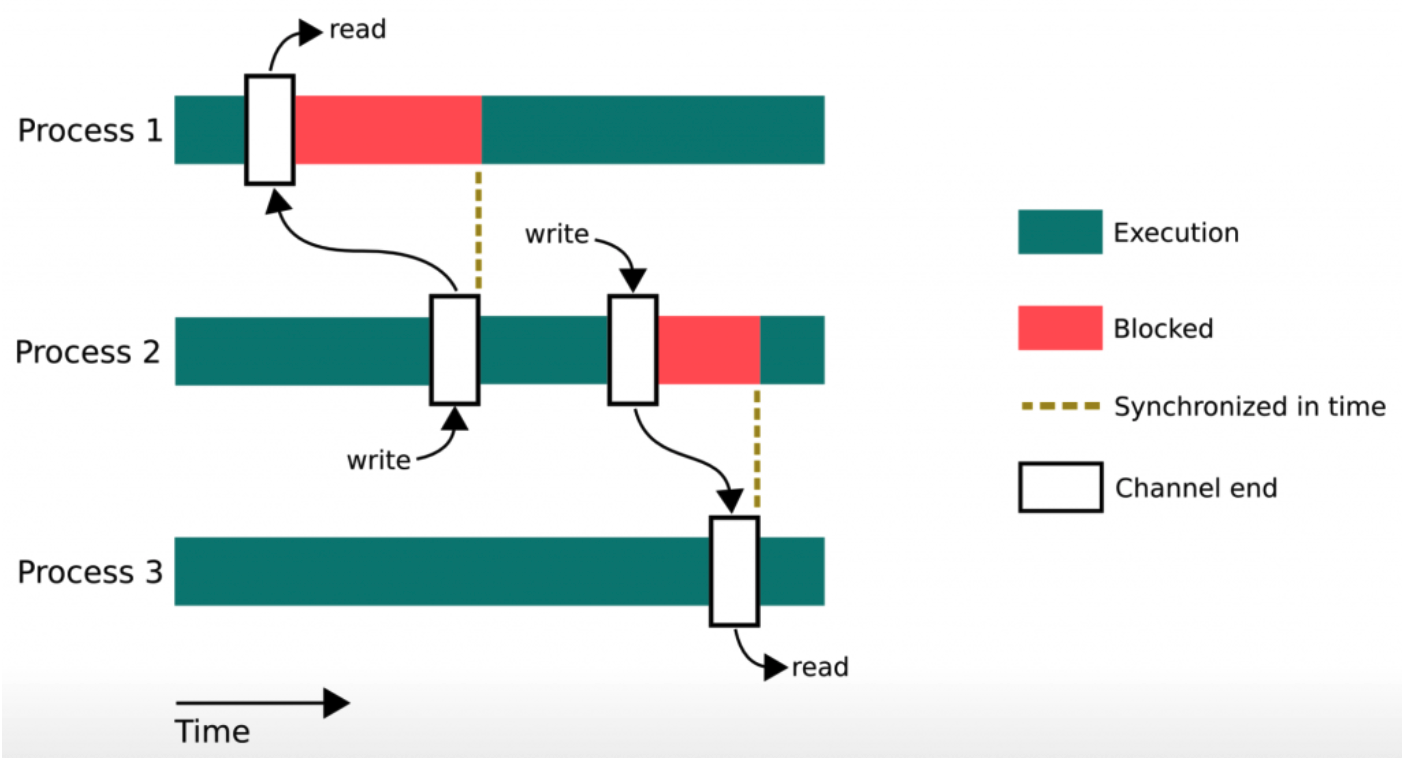 read
Process 1
write
Process 2
write
Process 3
read
Time
Execution
Blocked
Synchronized in time
Channel end